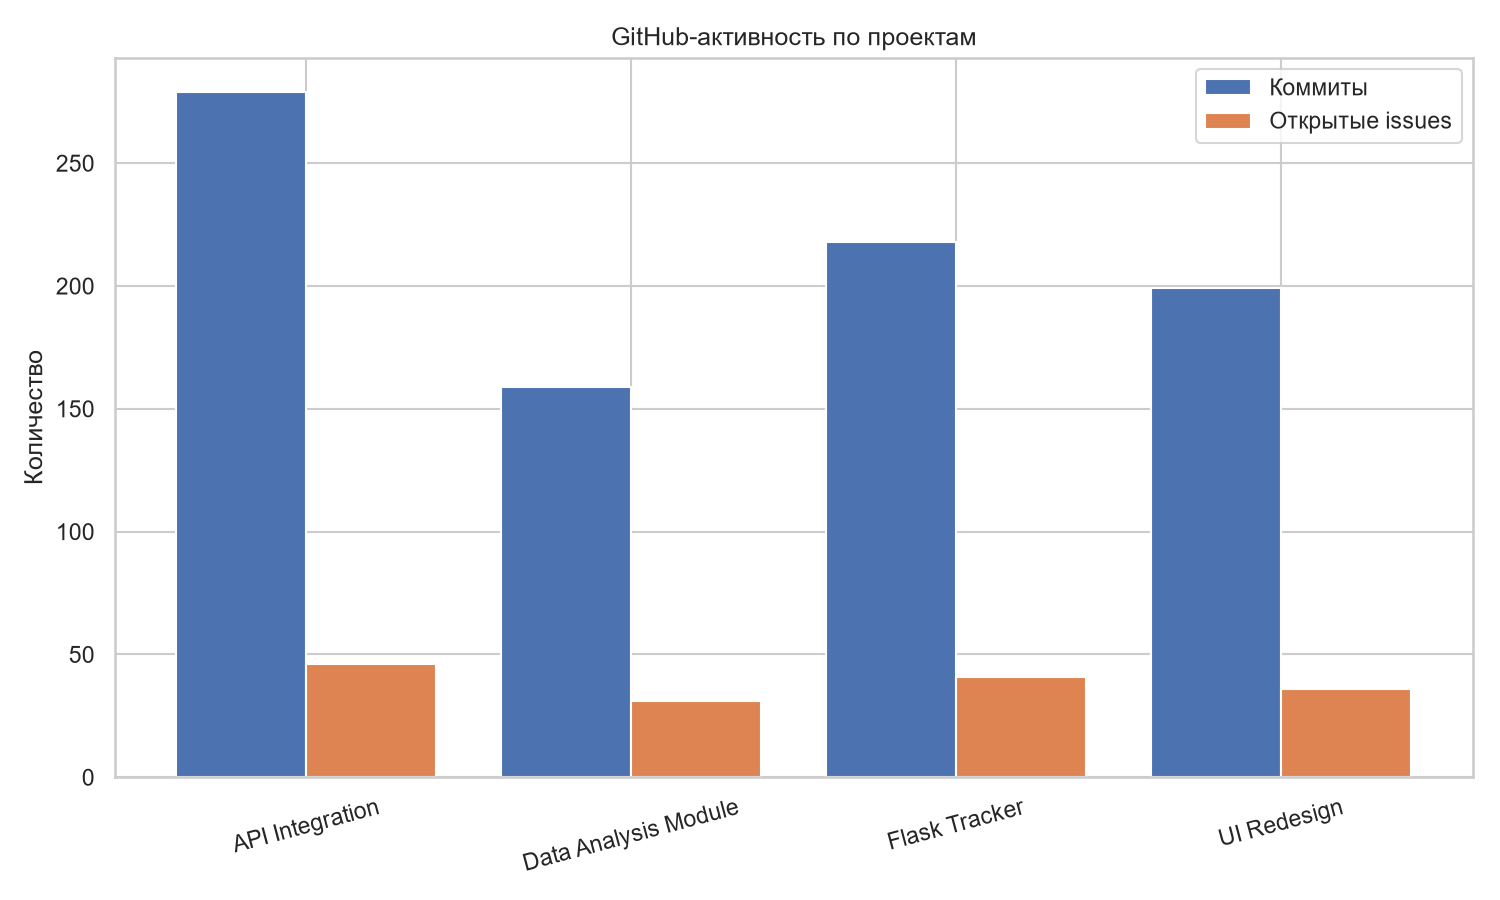 GitHub-активность по проектам
Коммиты
Открытые issues
Количество
250
200
150
100
50
0
API Integration
Data Analysis Module
Flask Tracker
UI Redesign